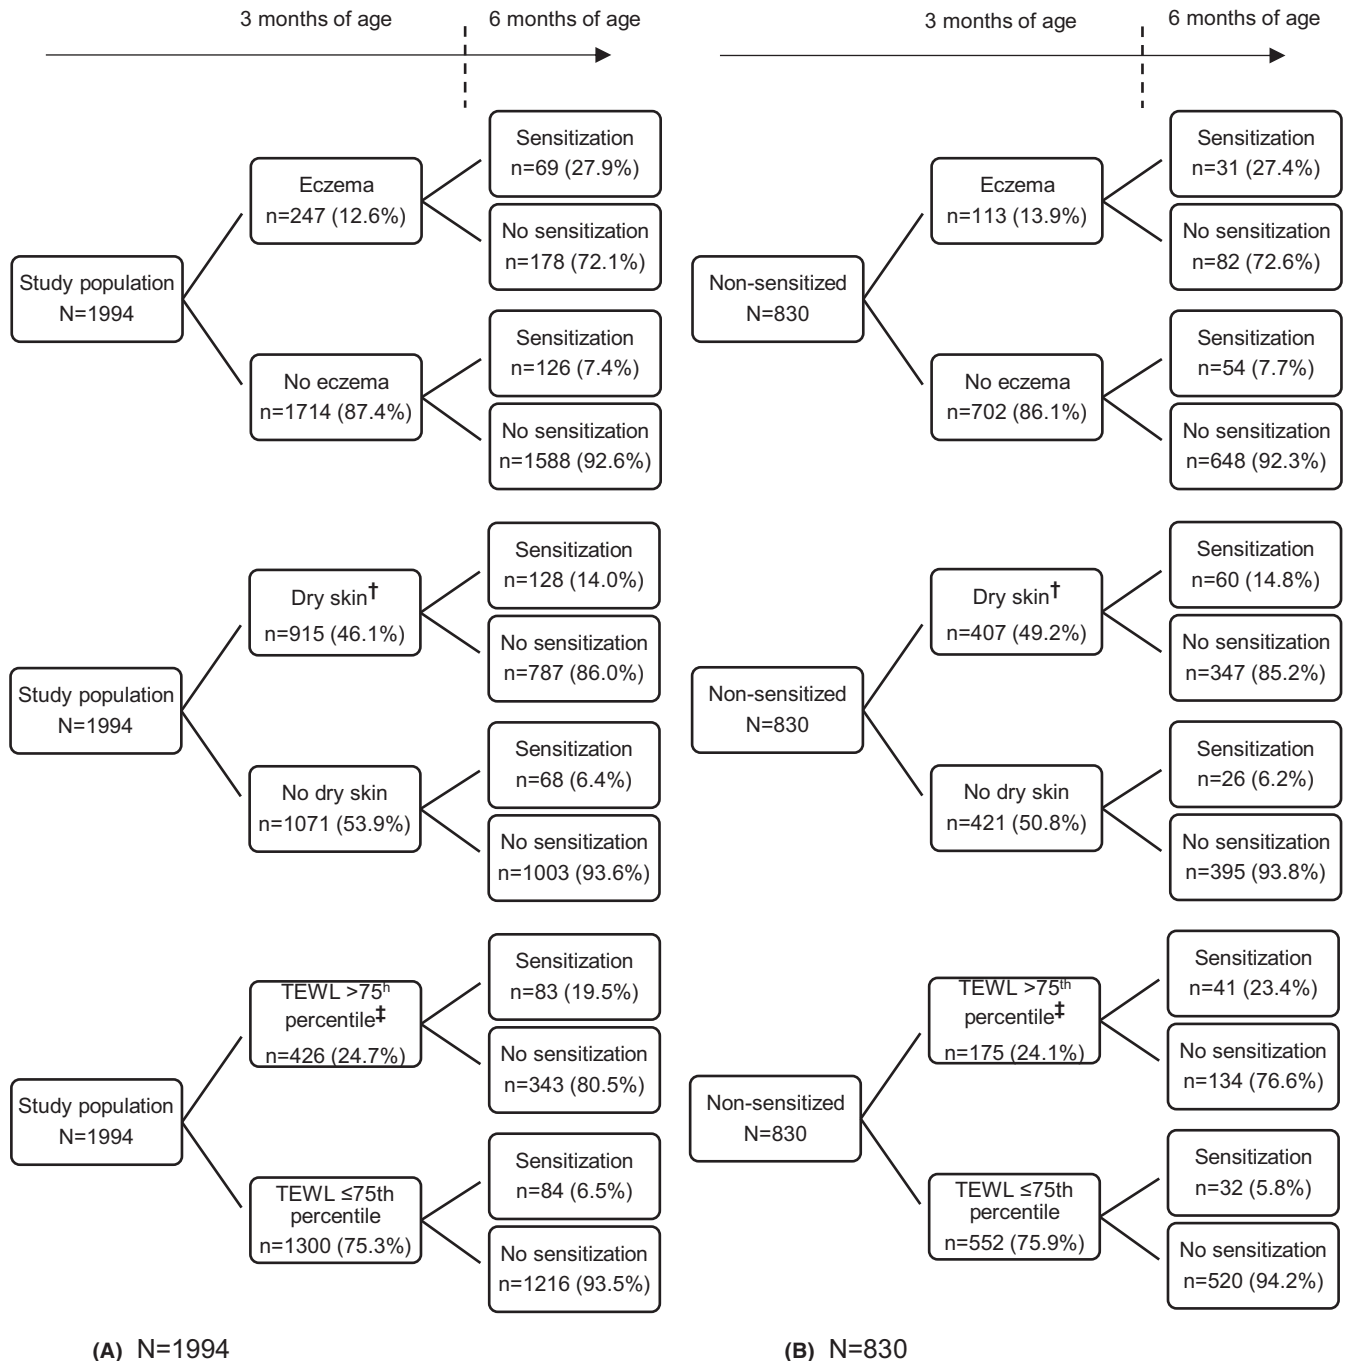 3 months of age
6 months of age
3 months of age
6 months of age
Sensitization
n=69 (27.9%)
Eczema
n=247 (12.6%)
No sensitization
n=178 (72.1%)
Study population
N=1994
Sensitization
n=126 (7.4%)
No eczema
n=1714 (87.4%)
No sensitization
n=1588 (92.6%)
Sensitization
n=31 (27.4%)
Eczema
n=113 (13.9%)
No sensitization
n=82 (72.6%)
Non-sensitized
N=830
Sensitization
n=54 (7.7%)
No eczema
n=702 (86.1%)
No sensitization
n=648 (92.3%)
Sensitization
n=128 (14.0%)
Dry skin†
n=915 (46.1%)
No sensitization
n=787 (86.0%)
Study population
N=1994
Sensitization
n=68 (6.4%)
No dry skin
n=1071 (53.9%)
No sensitization
n=1003 (93.6%)
Sensitization
n=60 (14.8%)
Dry skin†
n=407 (49.2%)
No sensitization
n=347 (85.2%)
Non-sensitized
N=830
Sensitization
n=26 (6.2%)
No dry skin
n=421 (50.8%)
No sensitization
n=395 (93.8%)
Sensitization
n=83 (19.5%)
TEWL >75ʰ
percentile‡
n=426 (24.7%)
No sensitization
n=343 (80.5%)
Study population
N=1994
Sensitization
n=84 (6.5%)
TEWL ≤75th
percentile
n=1300 (75.3%)
No sensitization
n=1216 (93.5%)
Sensitization
n=41 (23.4%)
TEWL >75ᵗʰ
percentile‡
n=175 (24.1%)
No sensitization
n=134 (76.6%)
Non-sensitized
N=830
Sensitization
n=32 (5.8%)
TEWL ≤75th
percentile
n=552 (75.9%)
No sensitization
n=520 (94.2%)
(A) N=1994
(B) N=830